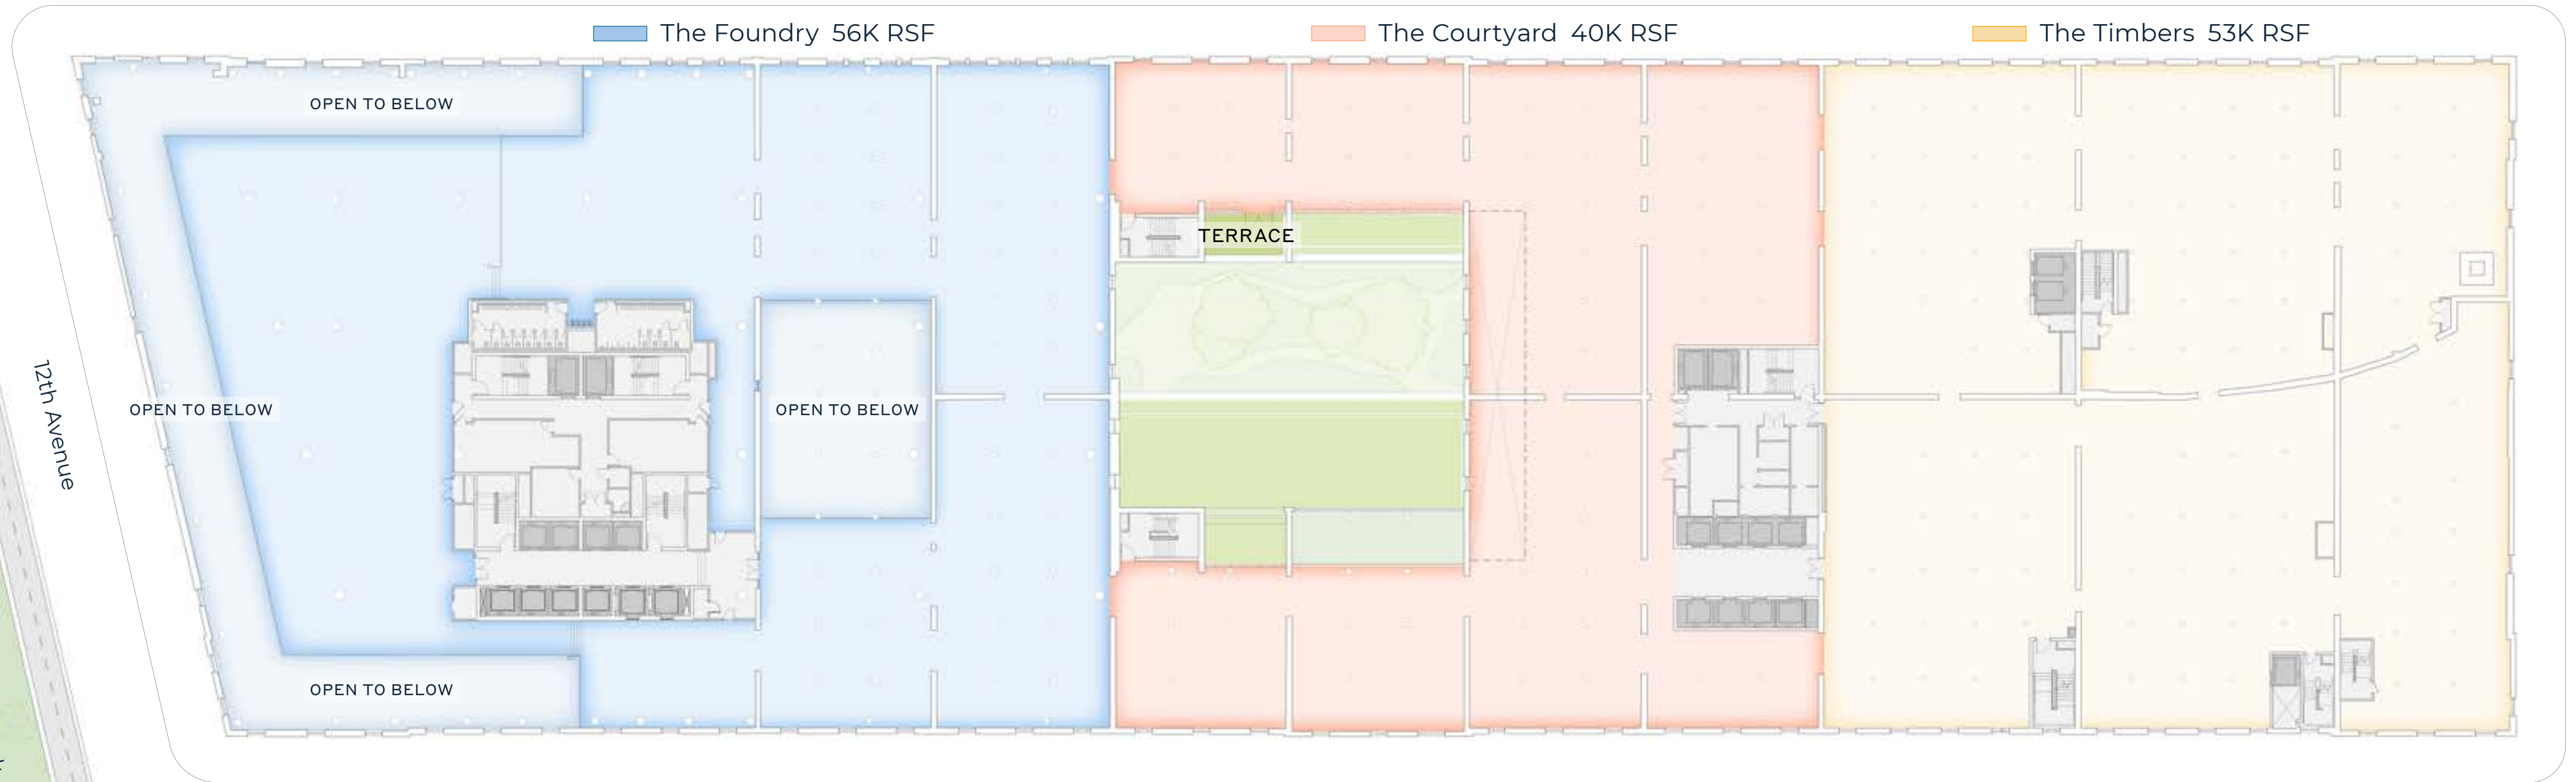 The Foundry 56K RSF
The Courtyard 40K RSF
The Timbers 53K RSF
OPEN TO BELOW
TERRACE
12th Avenue
OPEN TO BELOW
OPEN TO BELOW
OPEN TO BELOW